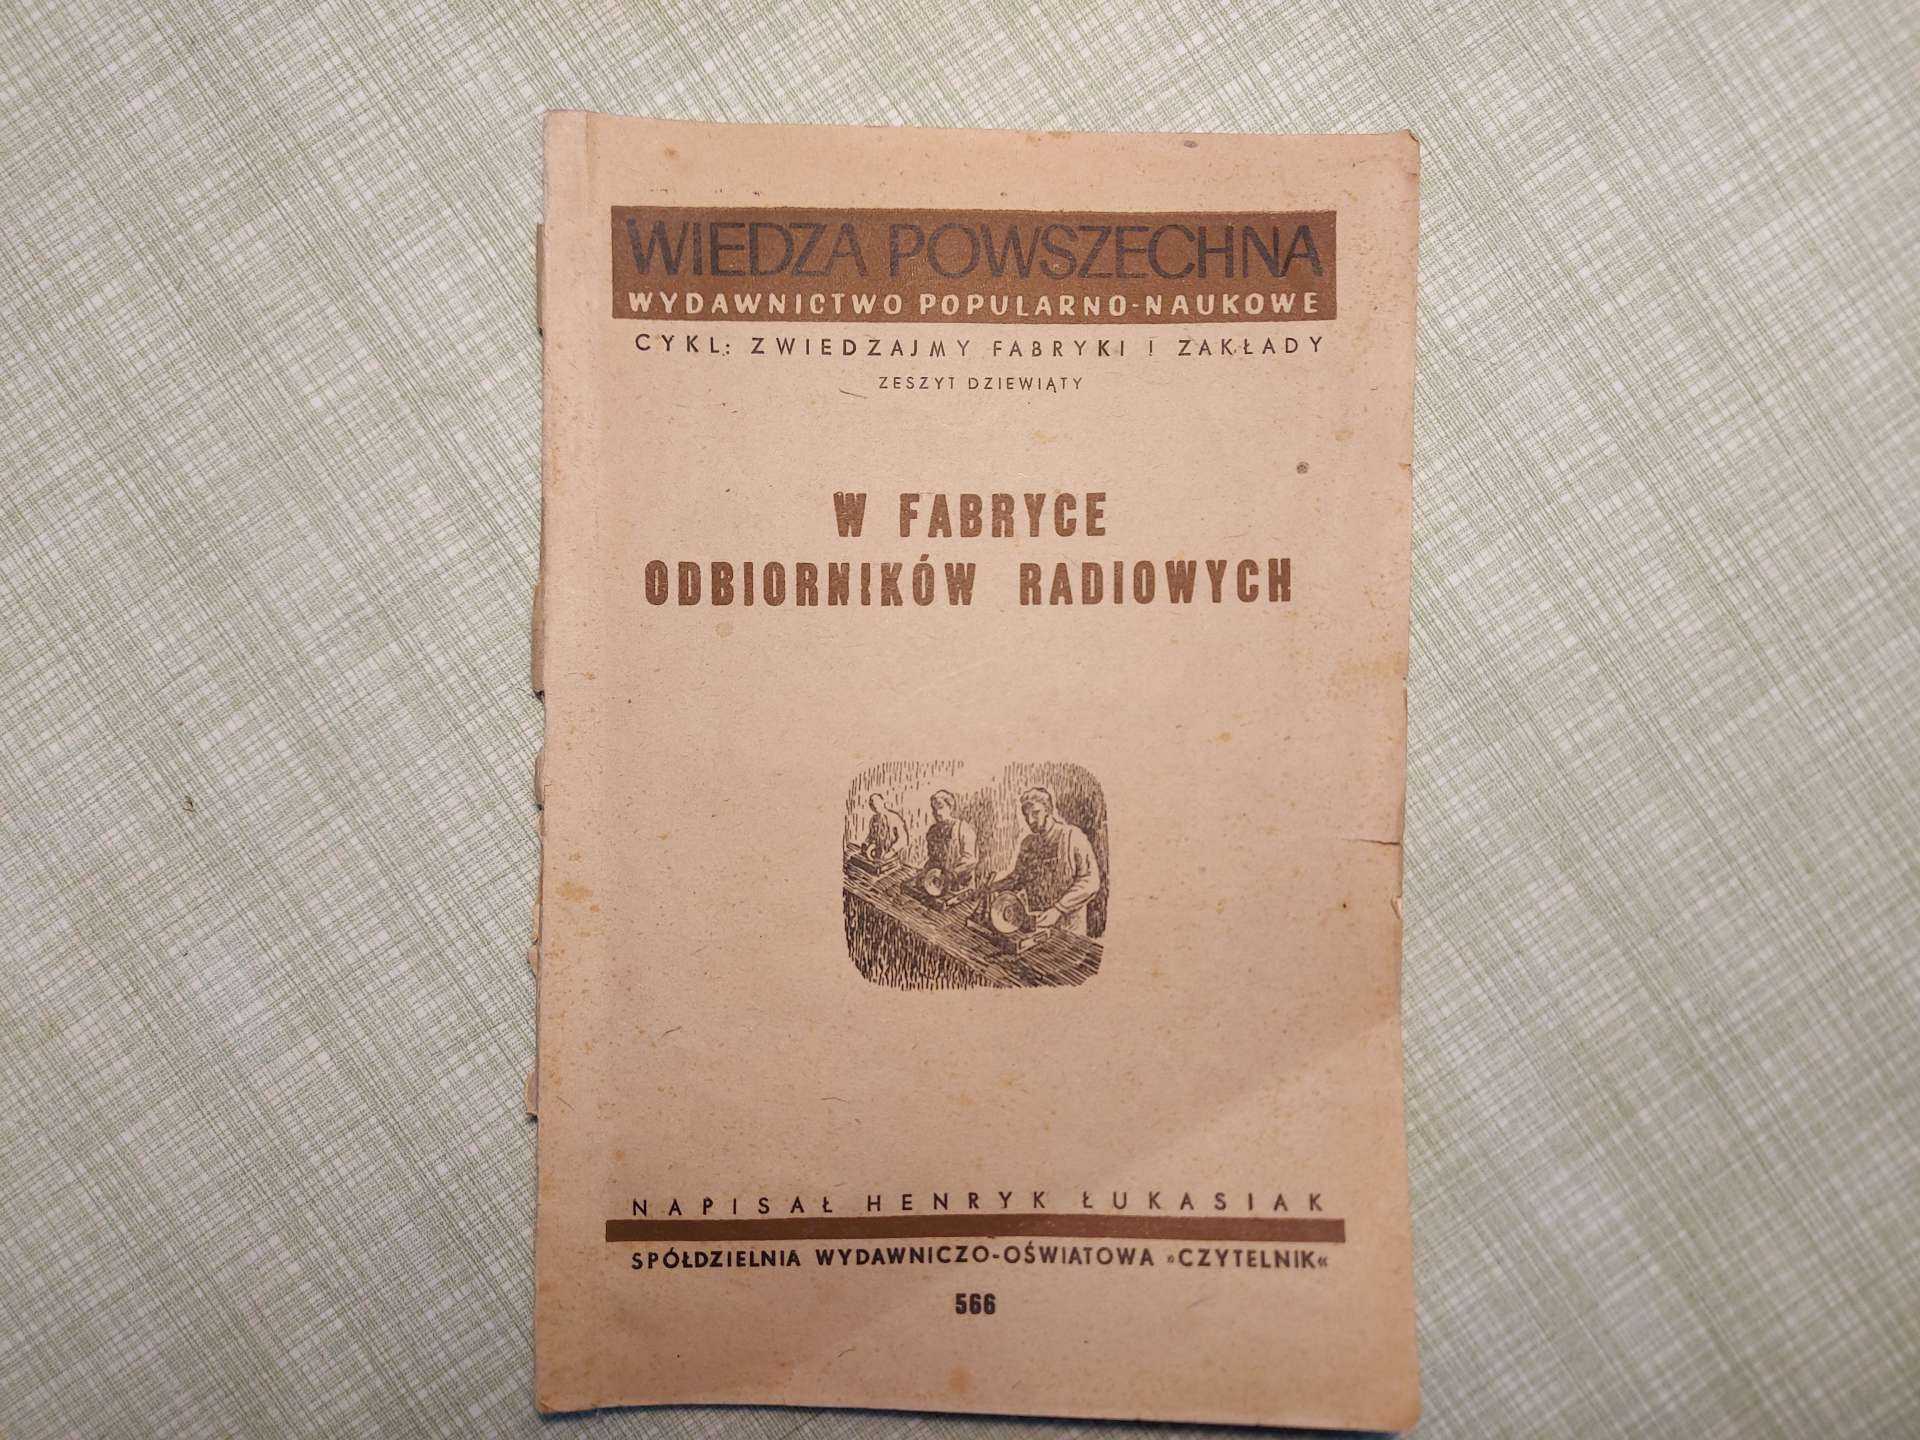 WIEDZA POWSZECHNA
WYDAWNICTWO POPULARNO-NAUKOWE
CYKL: ZWIEDZAJMY FABRYKI I ZAKŁADY
ZESZYT DZIEWIĄTY
W FABRYCE
ODBIORNIKÓW RADIOWYCH
NAPISAŁ HENRYK ŁUKASIAK
SPÓŁDZIELNIA WYDAWNICZO-OŚWIATOWA »CZYTELNIK«
566